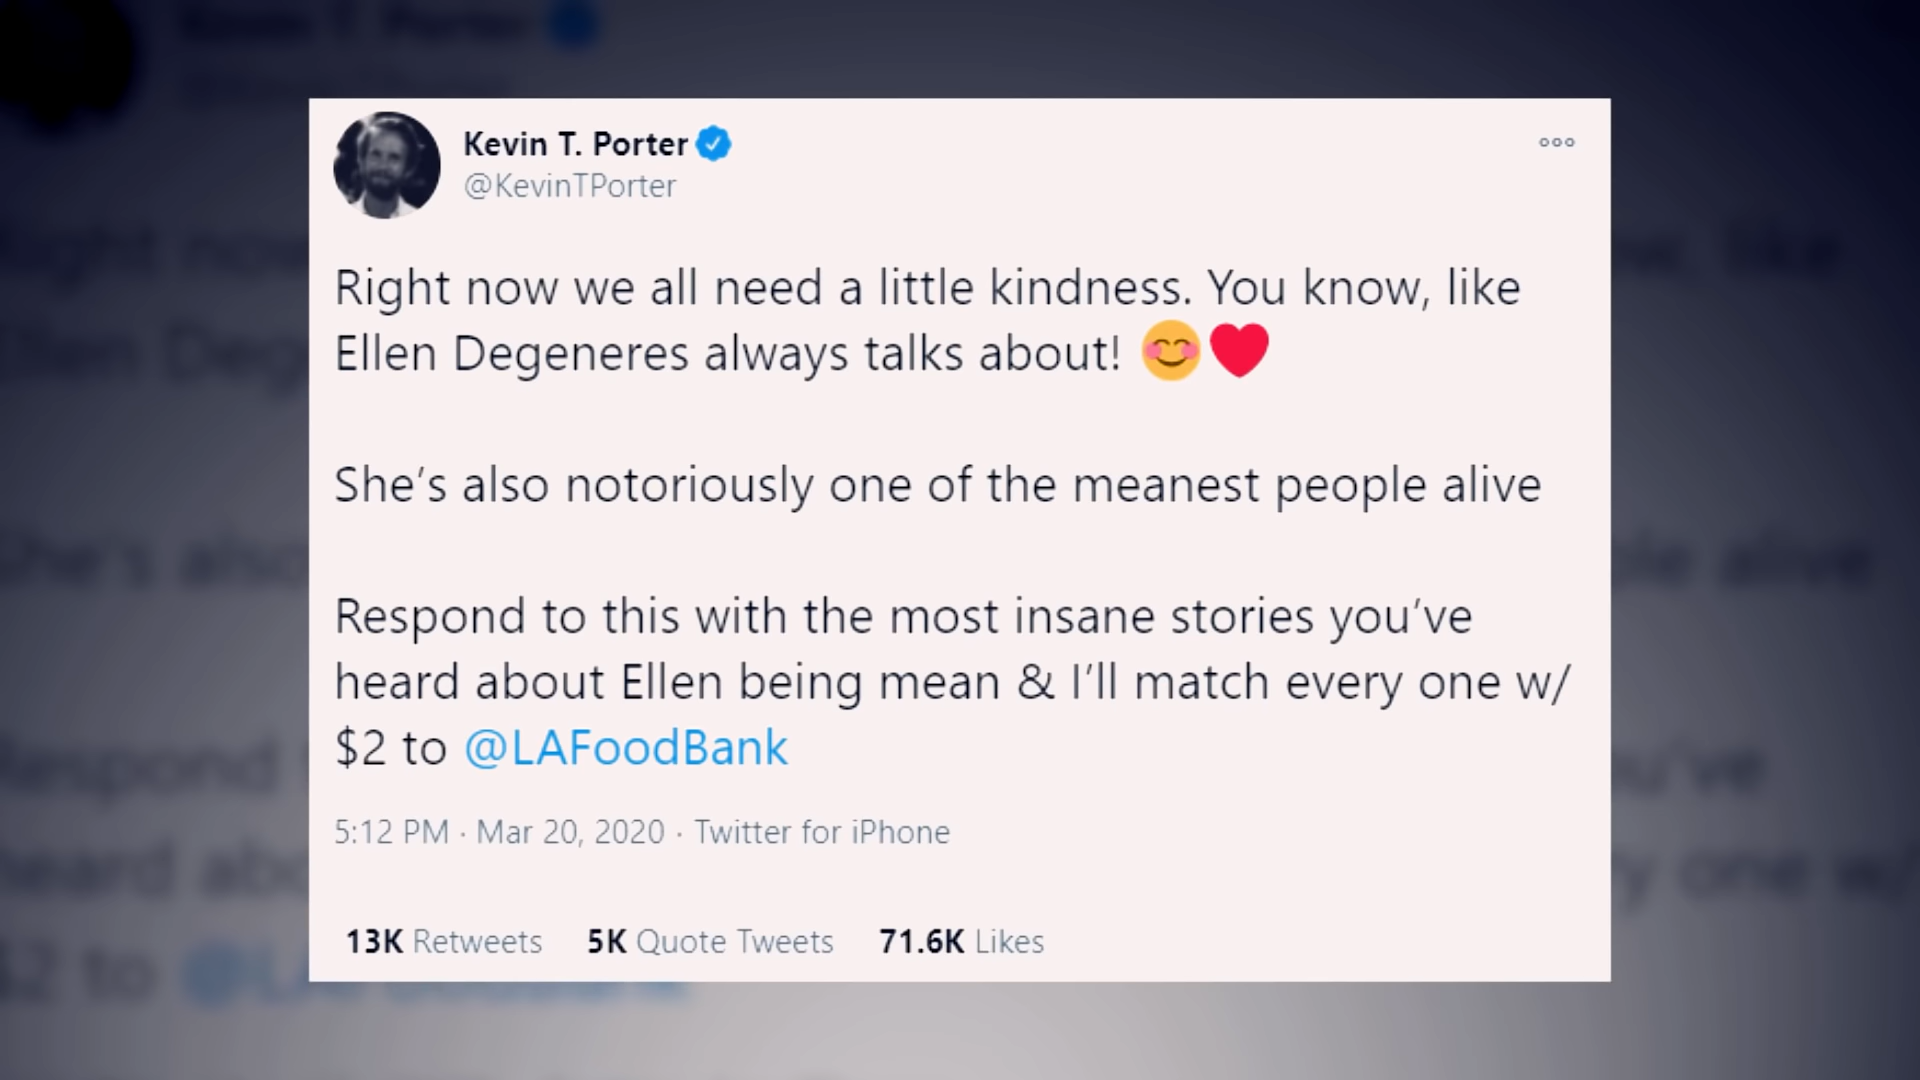 Kevin T. Porter
@KevinTPorter
Right now we all need a little kindness. You know, like
Ellen Degeneres always talks about! 😊❤️
She's also notoriously one of the meanest people alive
Respond to this with the most insane stories you've
heard about Ellen being mean & I'll match every one w/
$2 to @LAFoodBank
5:12 PM · Mar 20, 2020 · Twitter for iPhone
13K Retweets 5K Quote Tweets 71.6K Likes